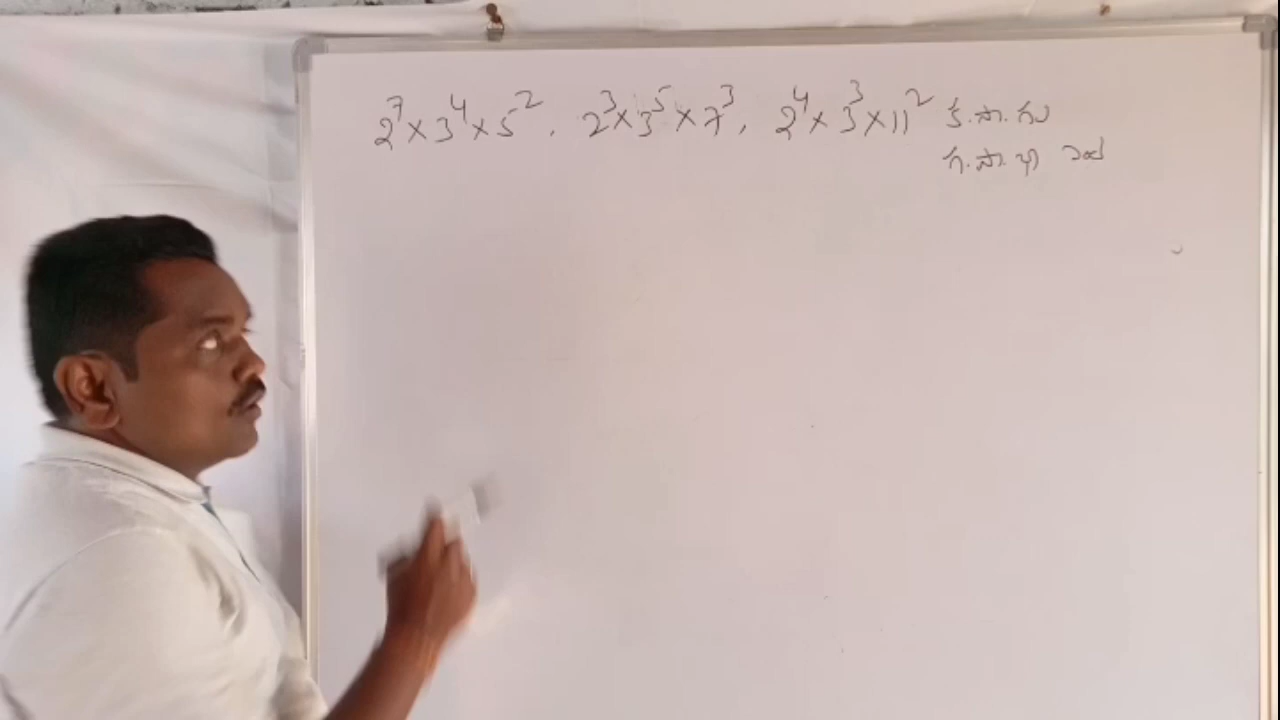 2⁷ × 3⁴ × 5², 2³ × 3⁵ × 7³, 2⁴ × 3³ × 11² క.సా.గు
గ.సా.భా